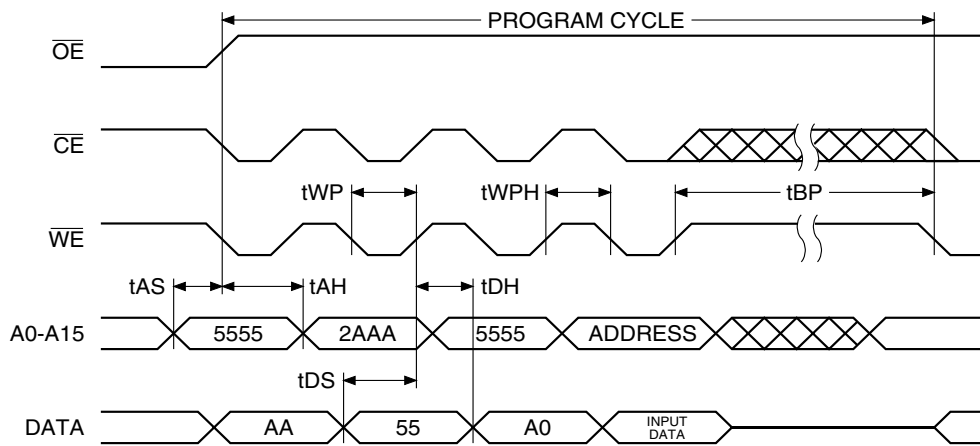 PROGRAM CYCLE
OE
CE
tWP
tWPH
tBP
WE
tAS
tAH
tDH
A0-A15
5555
2AAA
5555
ADDRESS
tDS
DATA
AA
55
A0
INPUT
DATA